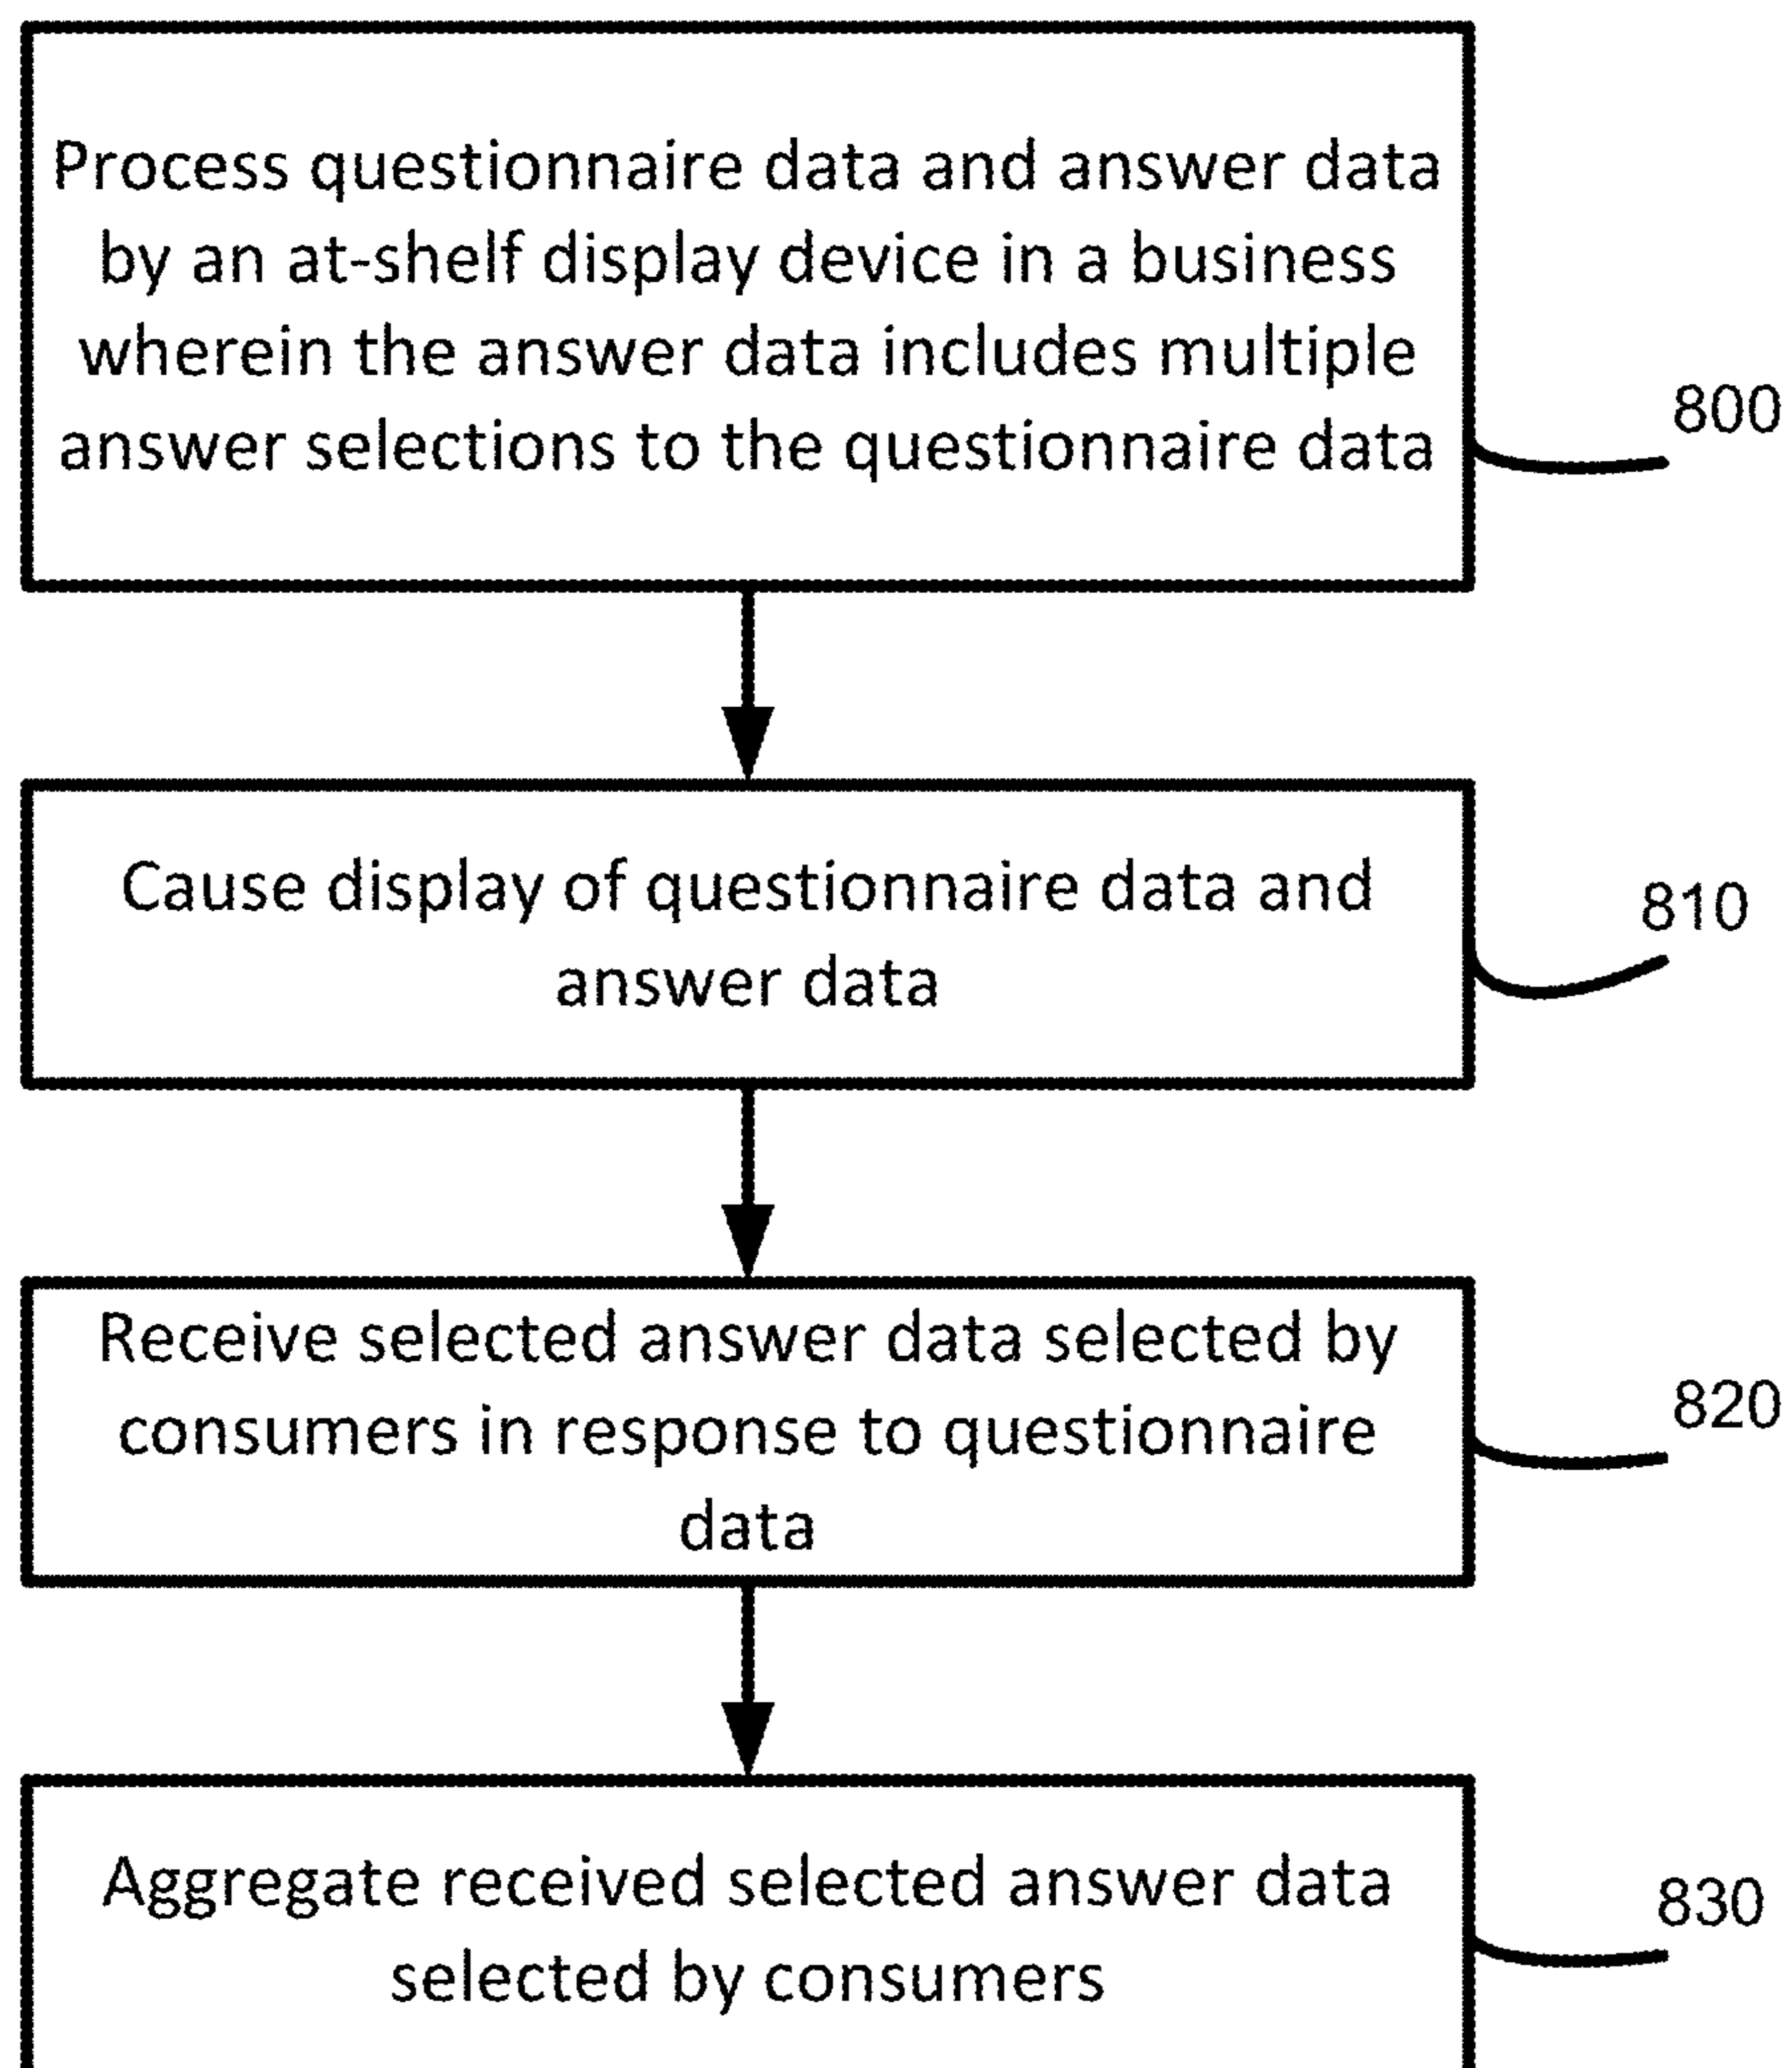 Process questionnaire data and answer data
by an at-shelf display device in a business
wherein the answer data includes multiple
answer selections to the questionnaire data
800
Cause display of questionnaire data and
answer data
810
Receive selected answer data selected by
consumers in response to questionnaire
data
820
Aggregate received selected answer data
selected by consumers
830